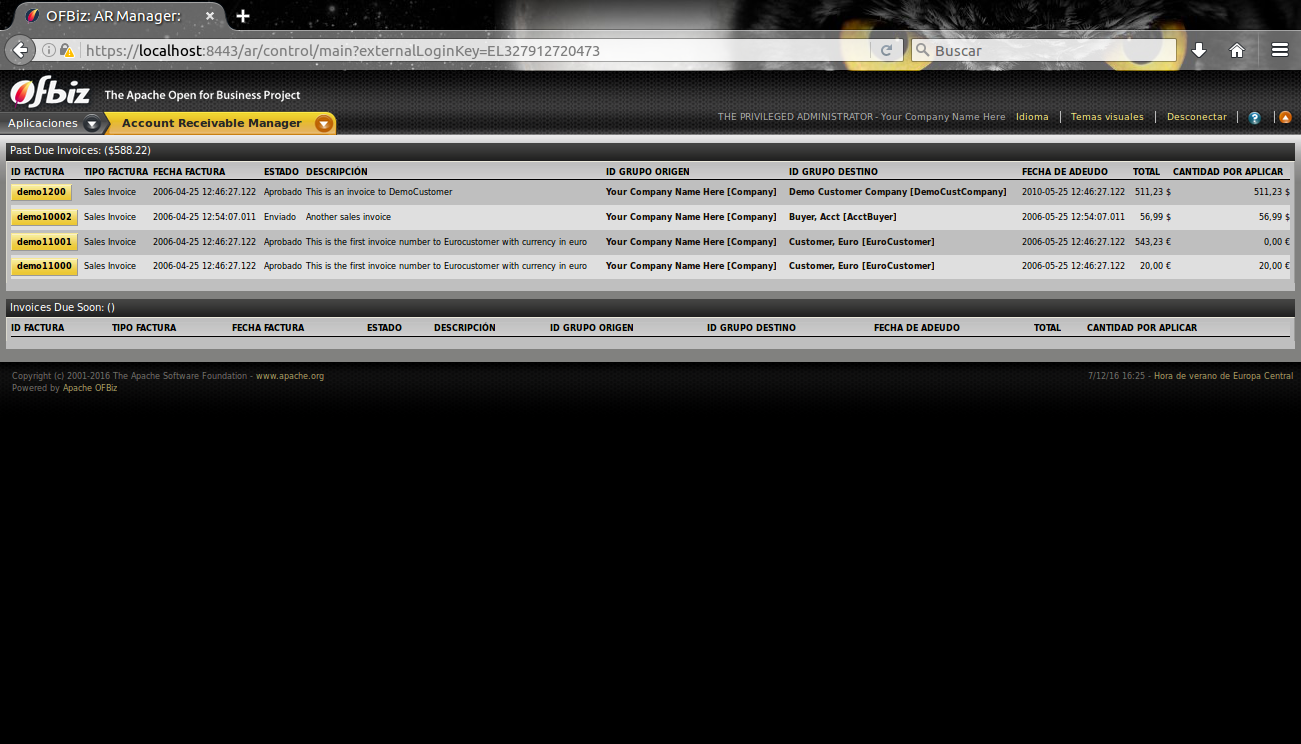 OFBiz: AR Manager:
https://localhost:8443/ar/control/main?externalLoginKey=EL327912720473
Buscar
Ofbiz The Apache Open for Business Project
Aplicaciones Account Receivable Manager THE PRIVILEGED ADMINISTRATOR - Your Company Name Here Idioma Temas visuales Desconectar ?
Past Due Invoices: ($588.22)
ID FACTURA TIPO FACTURA FECHA FACTURA ESTADO DESCRIPCIÓN ID GRUPO ORIGEN ID GRUPO DESTINO FECHA DE ADEUDO TOTAL CANTIDAD POR APLICAR
demo1200 Sales Invoice 2006-04-25 12:46:27.122 Aprobado This is an invoice to DemoCustomer Your Company Name Here [Company] Demo Customer Company [DemoCustCompany] 2010-05-25 12:46:27.122 511,23 $ 511,23 $
demo10002 Sales Invoice 2006-04-25 12:54:07.011 Enviado Another sales invoice Your Company Name Here [Company] Buyer, Acct [AcctBuyer] 2006-05-25 12:54:07.011 56,99 $ 56,99 $
demo11001 Sales Invoice 2006-04-25 12:46:27.122 Aprobado This is the first invoice number to Eurocustomer with currency in euro Your Company Name Here [Company] Customer, Euro [EuroCustomer] 2006-05-25 12:46:27.122 543,23 € 0,00 €
demo11000 Sales Invoice 2006-04-25 12:46:27.122 Aprobado This is the first invoice number to Eurocustomer with currency in euro Your Company Name Here [Company] Customer, Euro [EuroCustomer] 2006-05-25 12:46:27.122 20,00 € 20,00 €
Invoices Due Soon: ()
ID FACTURA TIPO FACTURA FECHA FACTURA ESTADO DESCRIPCIÓN ID GRUPO ORIGEN ID GRUPO DESTINO FECHA DE ADEUDO TOTAL CANTIDAD POR APLICAR
Copyright (c) 2001-2016 The Apache Software Foundation - www.apache.org 7/12/16 16:25 - Hora de verano de Europa Central
Powered by Apache OFBiz